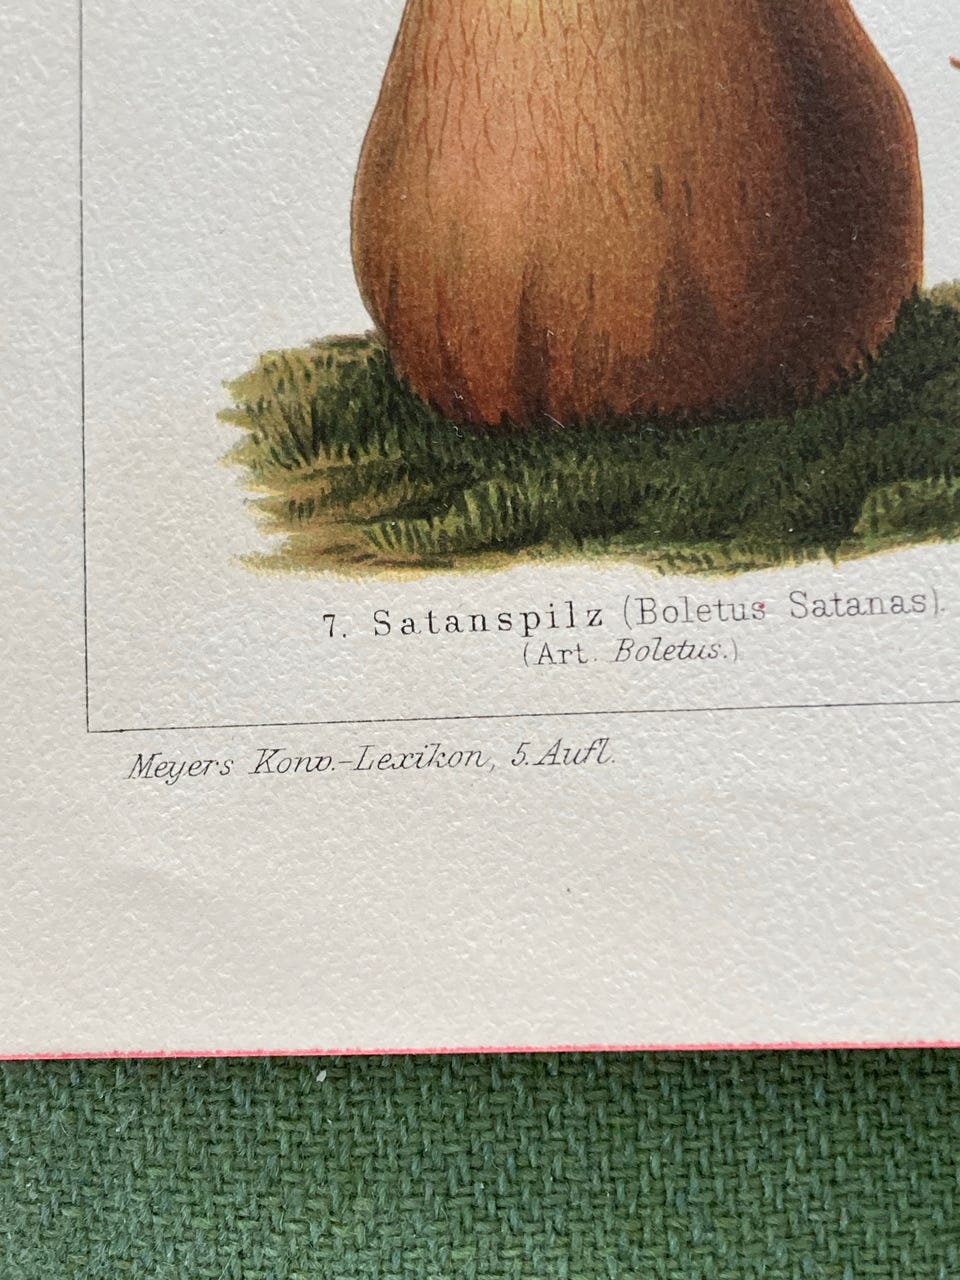 7. Satanspilz (Boletus Satanas).
(Art. Boletus.)
Meyers Konv.-Lexikon, 5. Aufl.